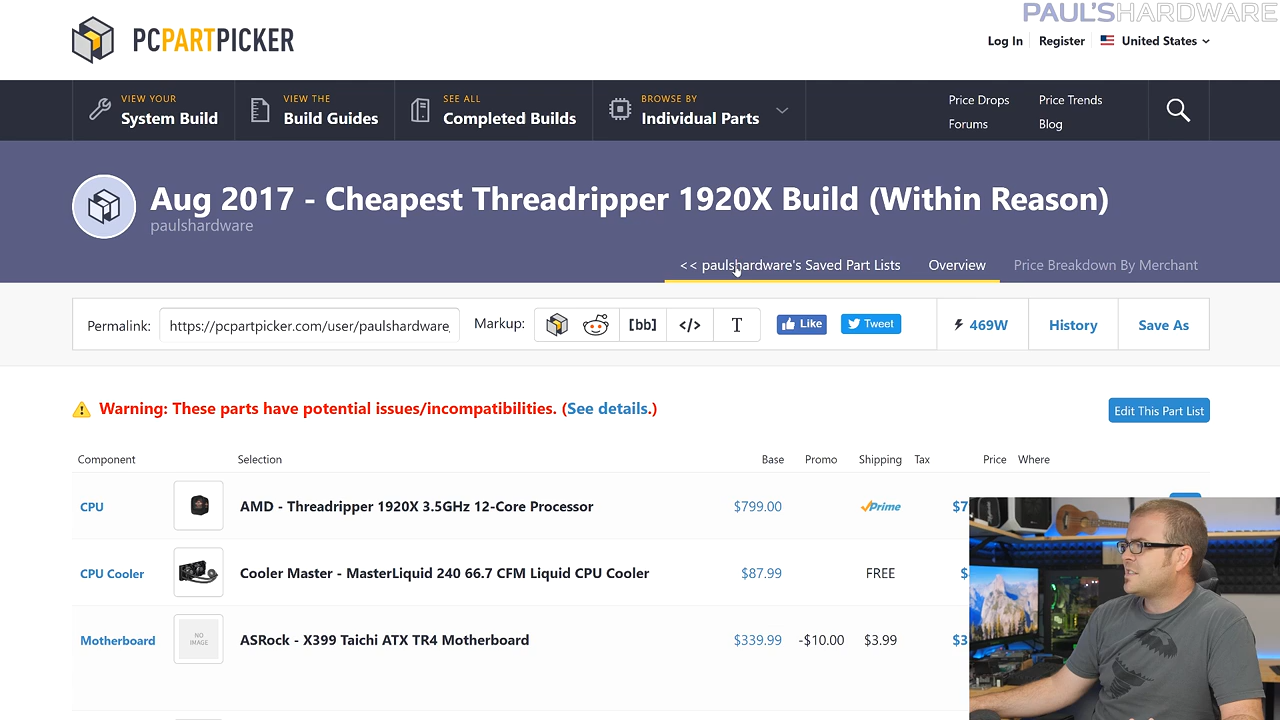 PAUL'SHARDWARE
PCPARTPICKER
Log In Register United States
VIEW YOUR
System Build
VIEW THE
Build Guides
SEE ALL
Completed Builds
BROWSE BY
Individual Parts
Price Drops Price Trends
Forums Blog
Aug 2017 - Cheapest Threadripper 1920X Build (Within Reason)
paulshardware
<< paulshardware's Saved Part Lists Overview Price Breakdown By Merchant
Permalink: https://pcpartpicker.com/user/paulshardware, Markup: [bb] </> T Like Tweet 469W History Save As
Warning: These parts have potential issues/incompatibilities. (See details.) Edit This Part List
Component Selection Base Promo Shipping Tax Price Where
CPU AMD - Threadripper 1920X 3.5GHz 12-Core Processor $799.00 Prime $7
CPU Cooler Cooler Master - MasterLiquid 240 66.7 CFM Liquid CPU Cooler $87.99 FREE $
Motherboard NO IMAGE ASRock - X399 Taichi ATX TR4 Motherboard $339.99 -$10.00 $3.99 $3